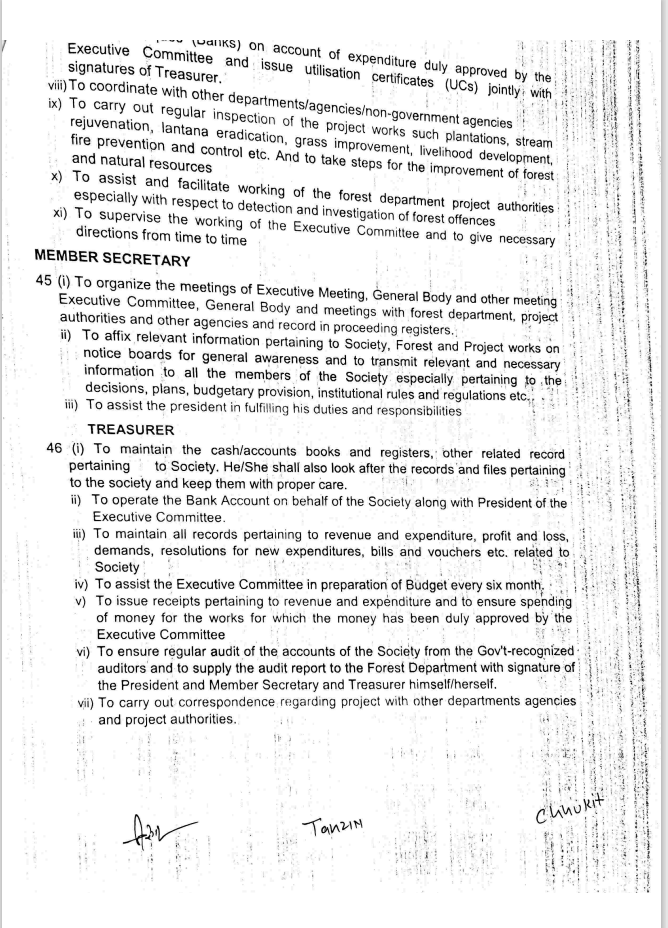 (Banks) on account of expenditure duly approved by the
Executive Committee and issue utilisation certificates (UCs) jointly with
signatures of Treasurer.
viii) To coordinate with other departments/agencies/non-government agencies
ix) To carry out regular inspection of the project works such plantations, stream
rejuvenation, lantana eradication, grass improvement, livelihood development,
fire prevention and control etc. And to take steps for the improvement of forest
and natural resources
x) To assist and facilitate working of the forest department project authorities
especially with respect to detection and investigation of forest offences
xi) To supervise the working of the Executive Committee and to give necessary
directions from time to time
MEMBER SECRETARY
45 (i) To organize the meetings of Executive Meeting, General Body and other meeting
Executive Committee, General Body and meetings with forest department, project
authorities and other agencies and record in proceeding registers.
ii) To affix relevant information pertaining to Society, Forest and Project works on
notice boards for general awareness and to transmit relevant and necessary
information to all the members of the Society especially pertaining to the
decisions, plans, budgetary provision, institutional rules and regulations etc.
iii) To assist the president in fulfilling his duties and responsibilities
TREASURER
46 (i) To maintain the cash/accounts books and registers, other related record
pertaining to Society. He/She shall also look after the records and files pertaining
to the society and keep them with proper care.
ii) To operate the Bank Account on behalf of the Society along with President of the
Executive Committee.
iii) To maintain all records pertaining to revenue and expenditure, profit and loss,
demands, resolutions for new expenditures, bills and vouchers etc. related to
Society
iv) To assist the Executive Committee in preparation of Budget every six month.
v) To issue receipts pertaining to revenue and expenditure and to ensure spending
of money for the works for which the money has been duly approved by the
Executive Committee
vi) To ensure regular audit of the accounts of the Society from the Gov't-recognized
auditors and to supply the audit report to the Forest Department with signature of
the President and Member Secretary and Treasurer himself/herself.
vii) To carry out correspondence regarding project with other departments agencies
and project authorities.
Tanzin
Chhukit